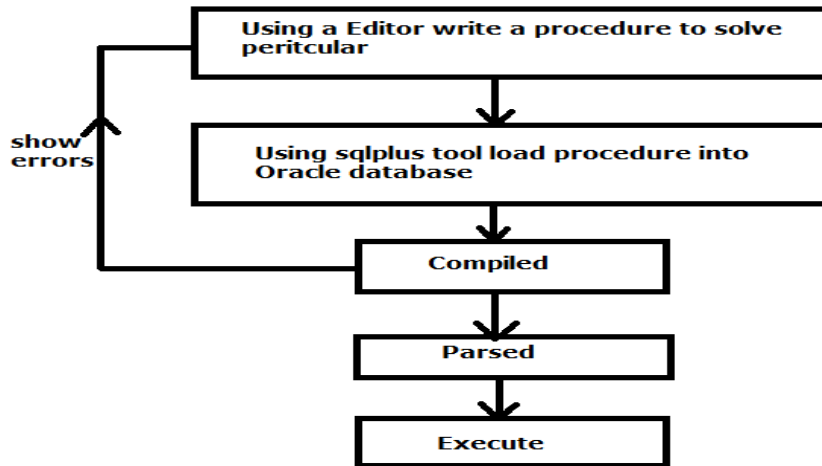 Using a Editor write a procedure to solve
peritcular
show
errors
Using sqlplus tool load procedure into
Oracle database
Compiled
Parsed
Execute